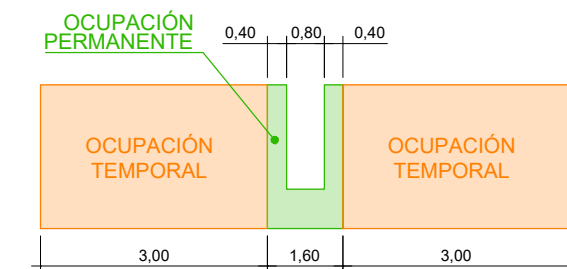 OCUPACIÓN
PERMANENTE
0,40 0,80 0,40
OCUPACIÓN
TEMPORAL
OCUPACIÓN
TEMPORAL
3,00 1,60 3,00